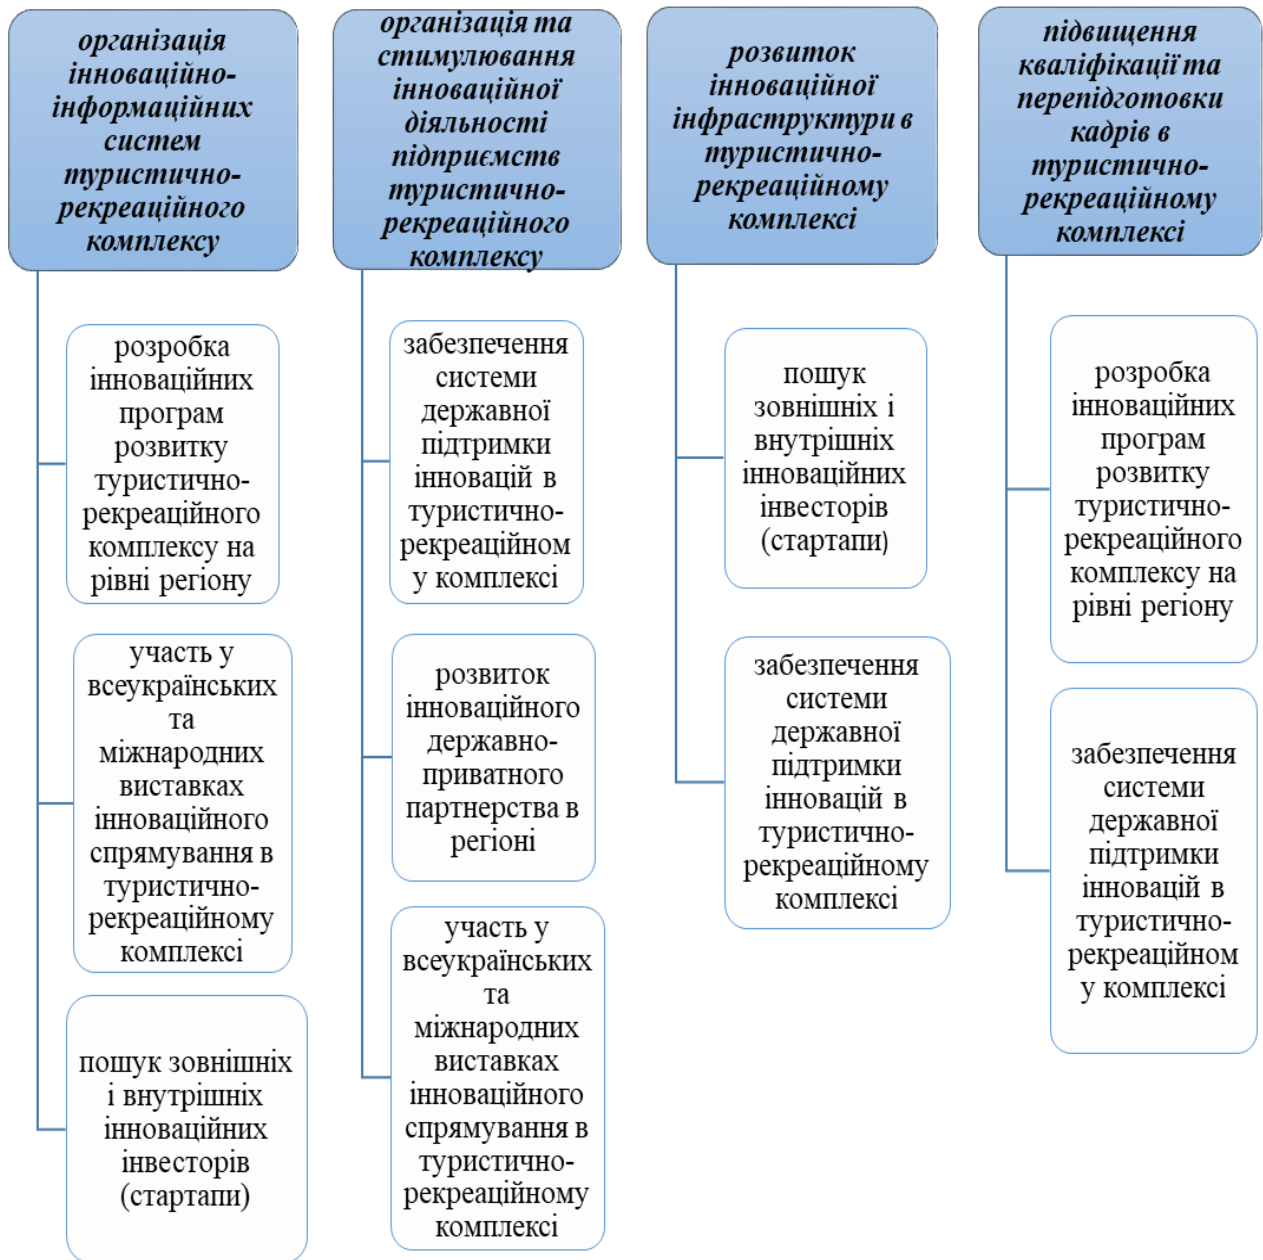 організація
інноваційно-
інформаційних
систем
туристично-
рекреаційного
комплексу
розробка
інноваційних
програм
розвитку
туристично-
рекреаційного
комплексу на
рівні регіону
участь у
всеукраїнських
та
міжнародних
виставках
інноваційного
спрямування в
туристично-
рекреаційному
комплексі
пошук зовнішніх
і внутрішніх
інноваційних
інвесторів
(стартапи)
організація та
стимулювання
інноваційної
діяльності
підприємств
туристично-
рекреаційного
комплексу
забезпечення
системи
державної
підтримки
інновацій в
туристично-
рекреаційном
у комплексі
розвиток
інноваційного
державно-
приватного
партнерства в
регіоні
участь у
всеукраїнських
та
міжнародних
виставках
інноваційного
спрямування в
туристично-
рекреаційному
комплексі
розвиток
інноваційної
інфраструктури в
туристично-
рекреаційному
комплексі
пошук
зовнішніх і
внутрішніх
інноваційних
інвесторів
(стартапи)
забезпечення
системи
державної
підтримки
інновацій в
туристично-
рекреаційному
комплексі
підвищення
кваліфікації та
перепідготовки
кадрів в
туристично-
рекреаційному
комплексі
розробка
інноваційних
програм
розвитку
туристично-
рекреаційного
комплексу на
рівні регіону
забезпечення
системи
державної
підтримки
інновацій в
туристично-
рекреаційном
у комплексі